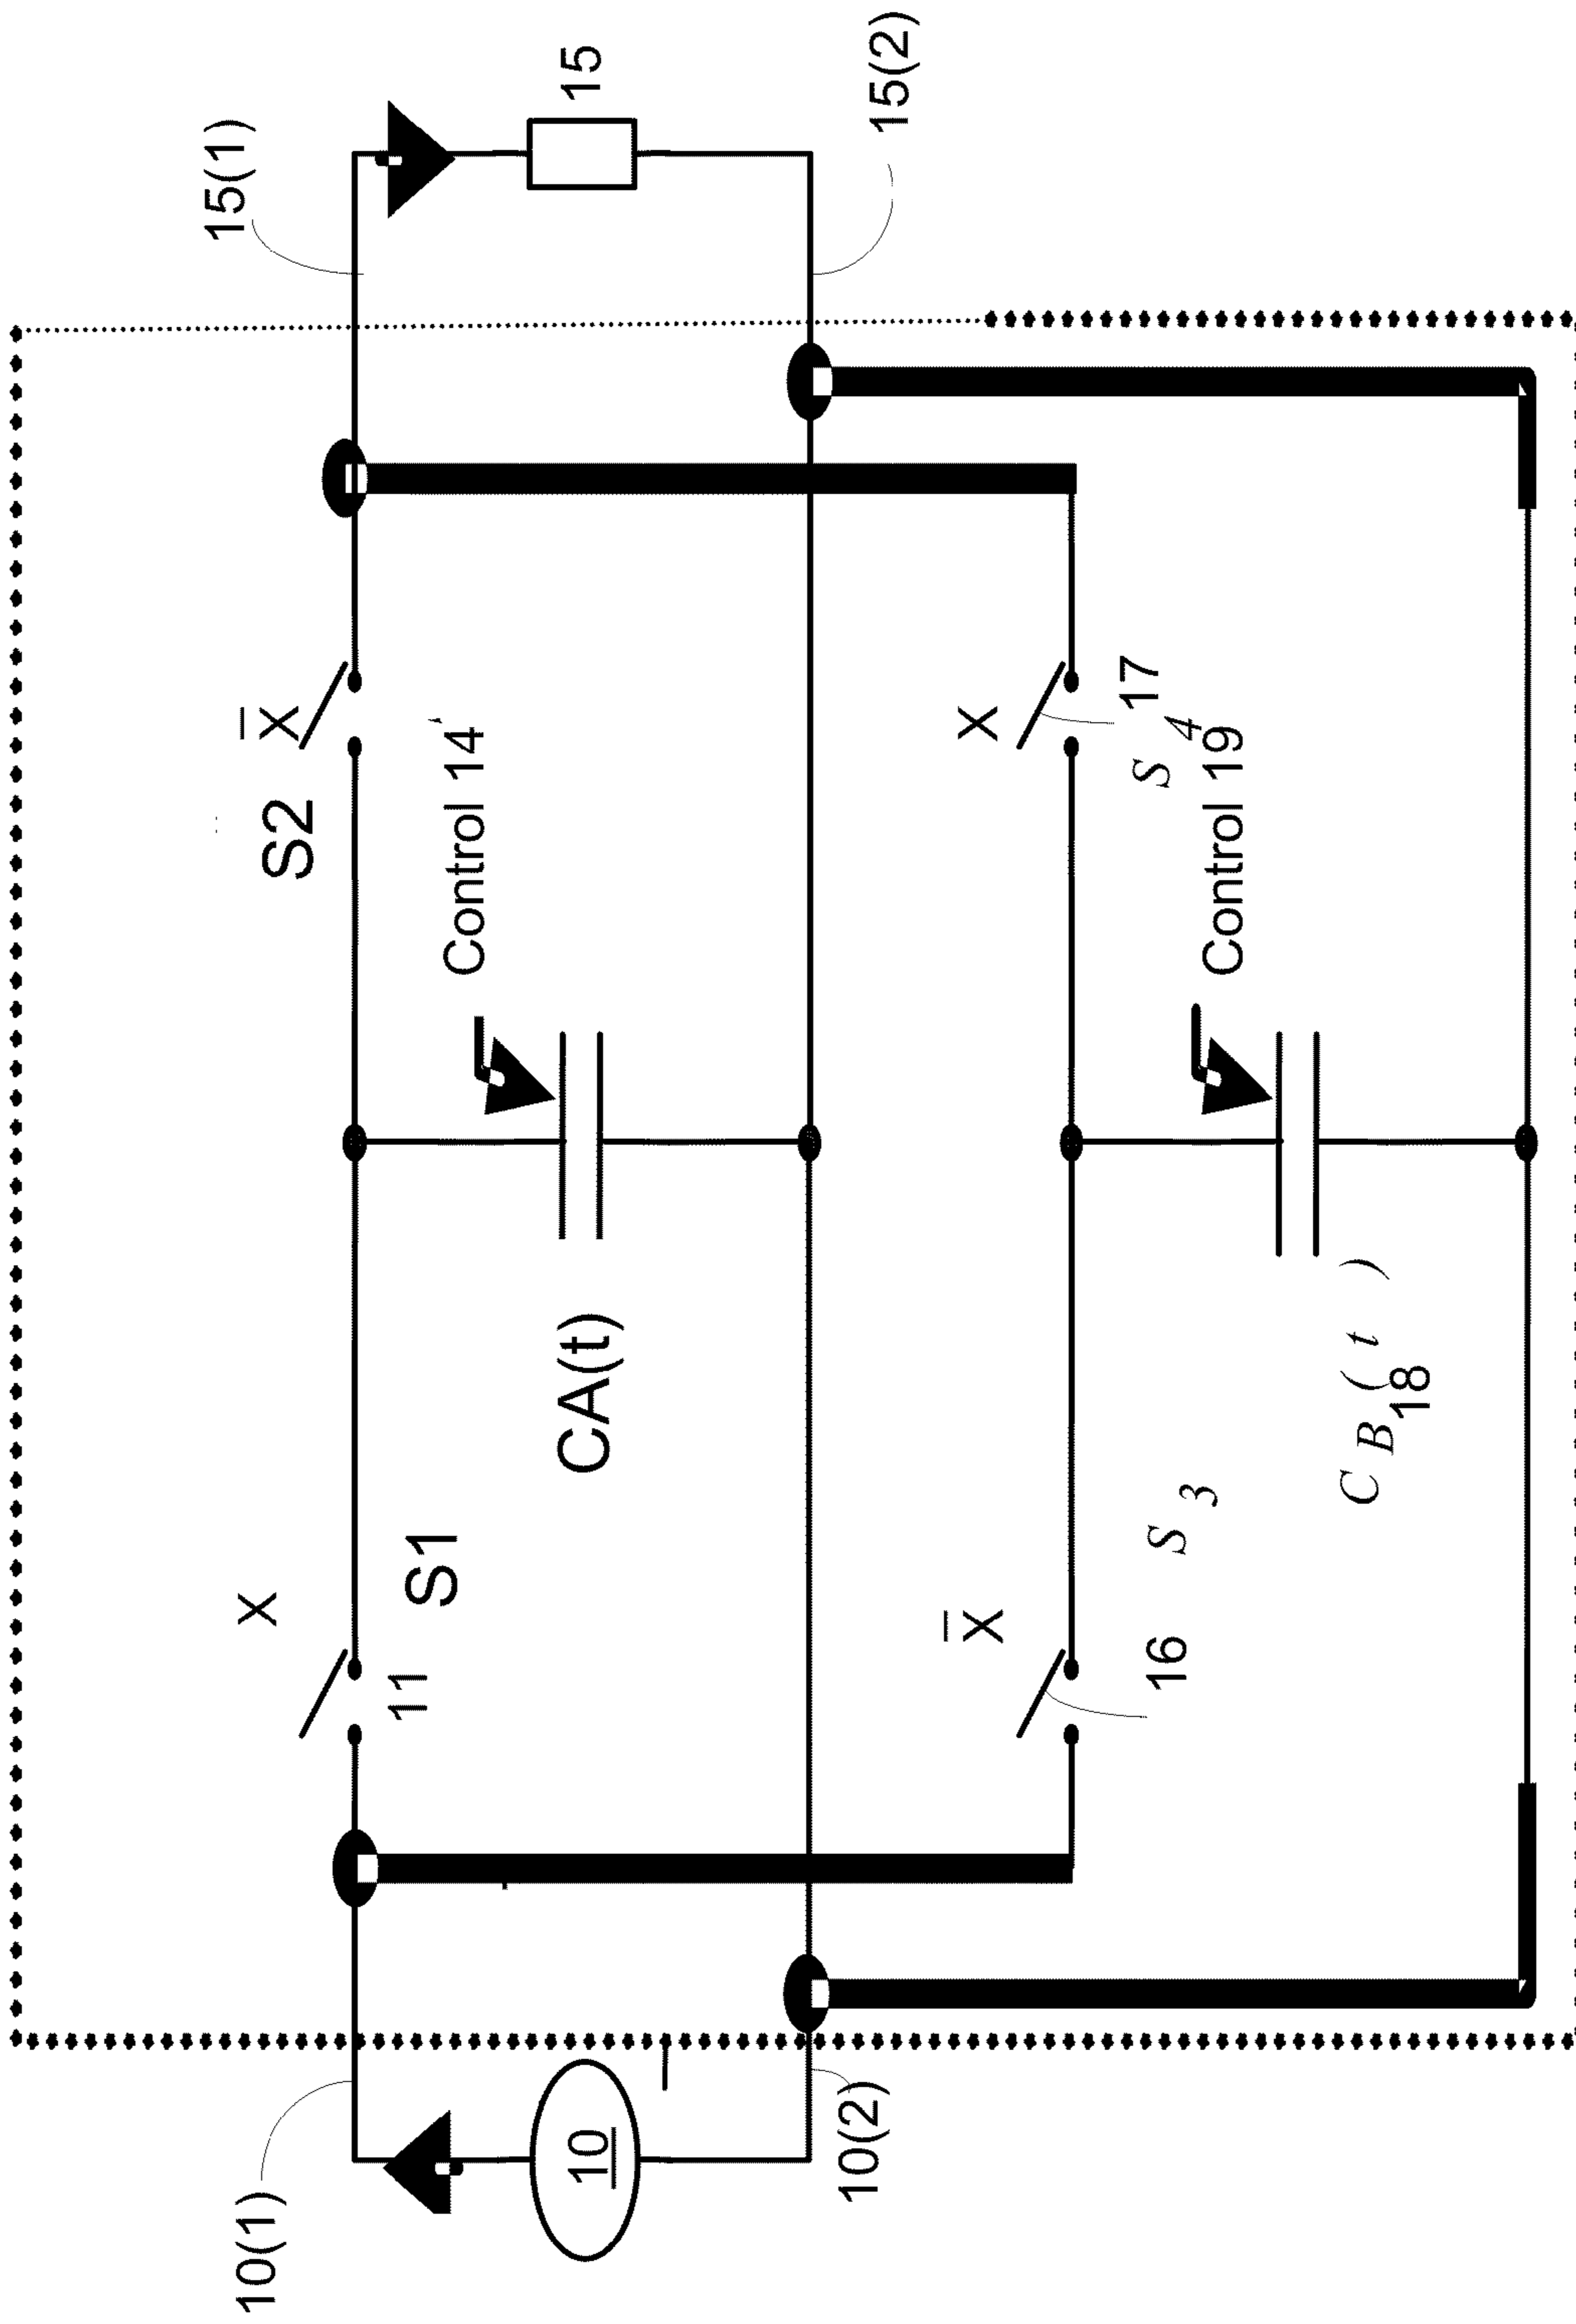 10(1)
10
10(2)
X
11
S1
CA(t)
Control 14
S2
X̅
15(1)
15
15(2)
X̅
16
S3
CB(t)
18
Control 19
S4
17
X